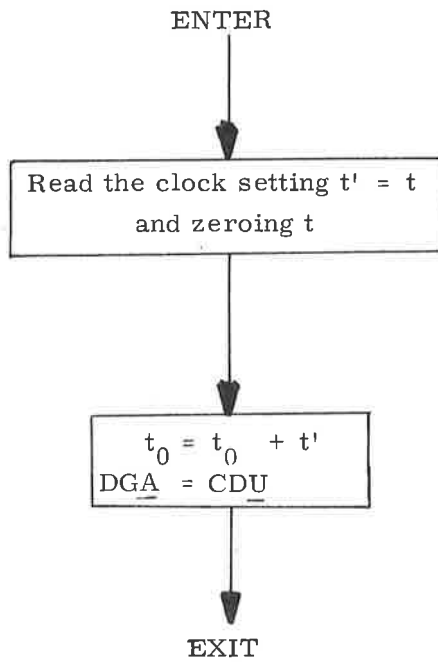 ENTER
Read the clock setting t' = t
and zeroing t
t₀ = t₀ + t'
DGA = CDU
EXIT